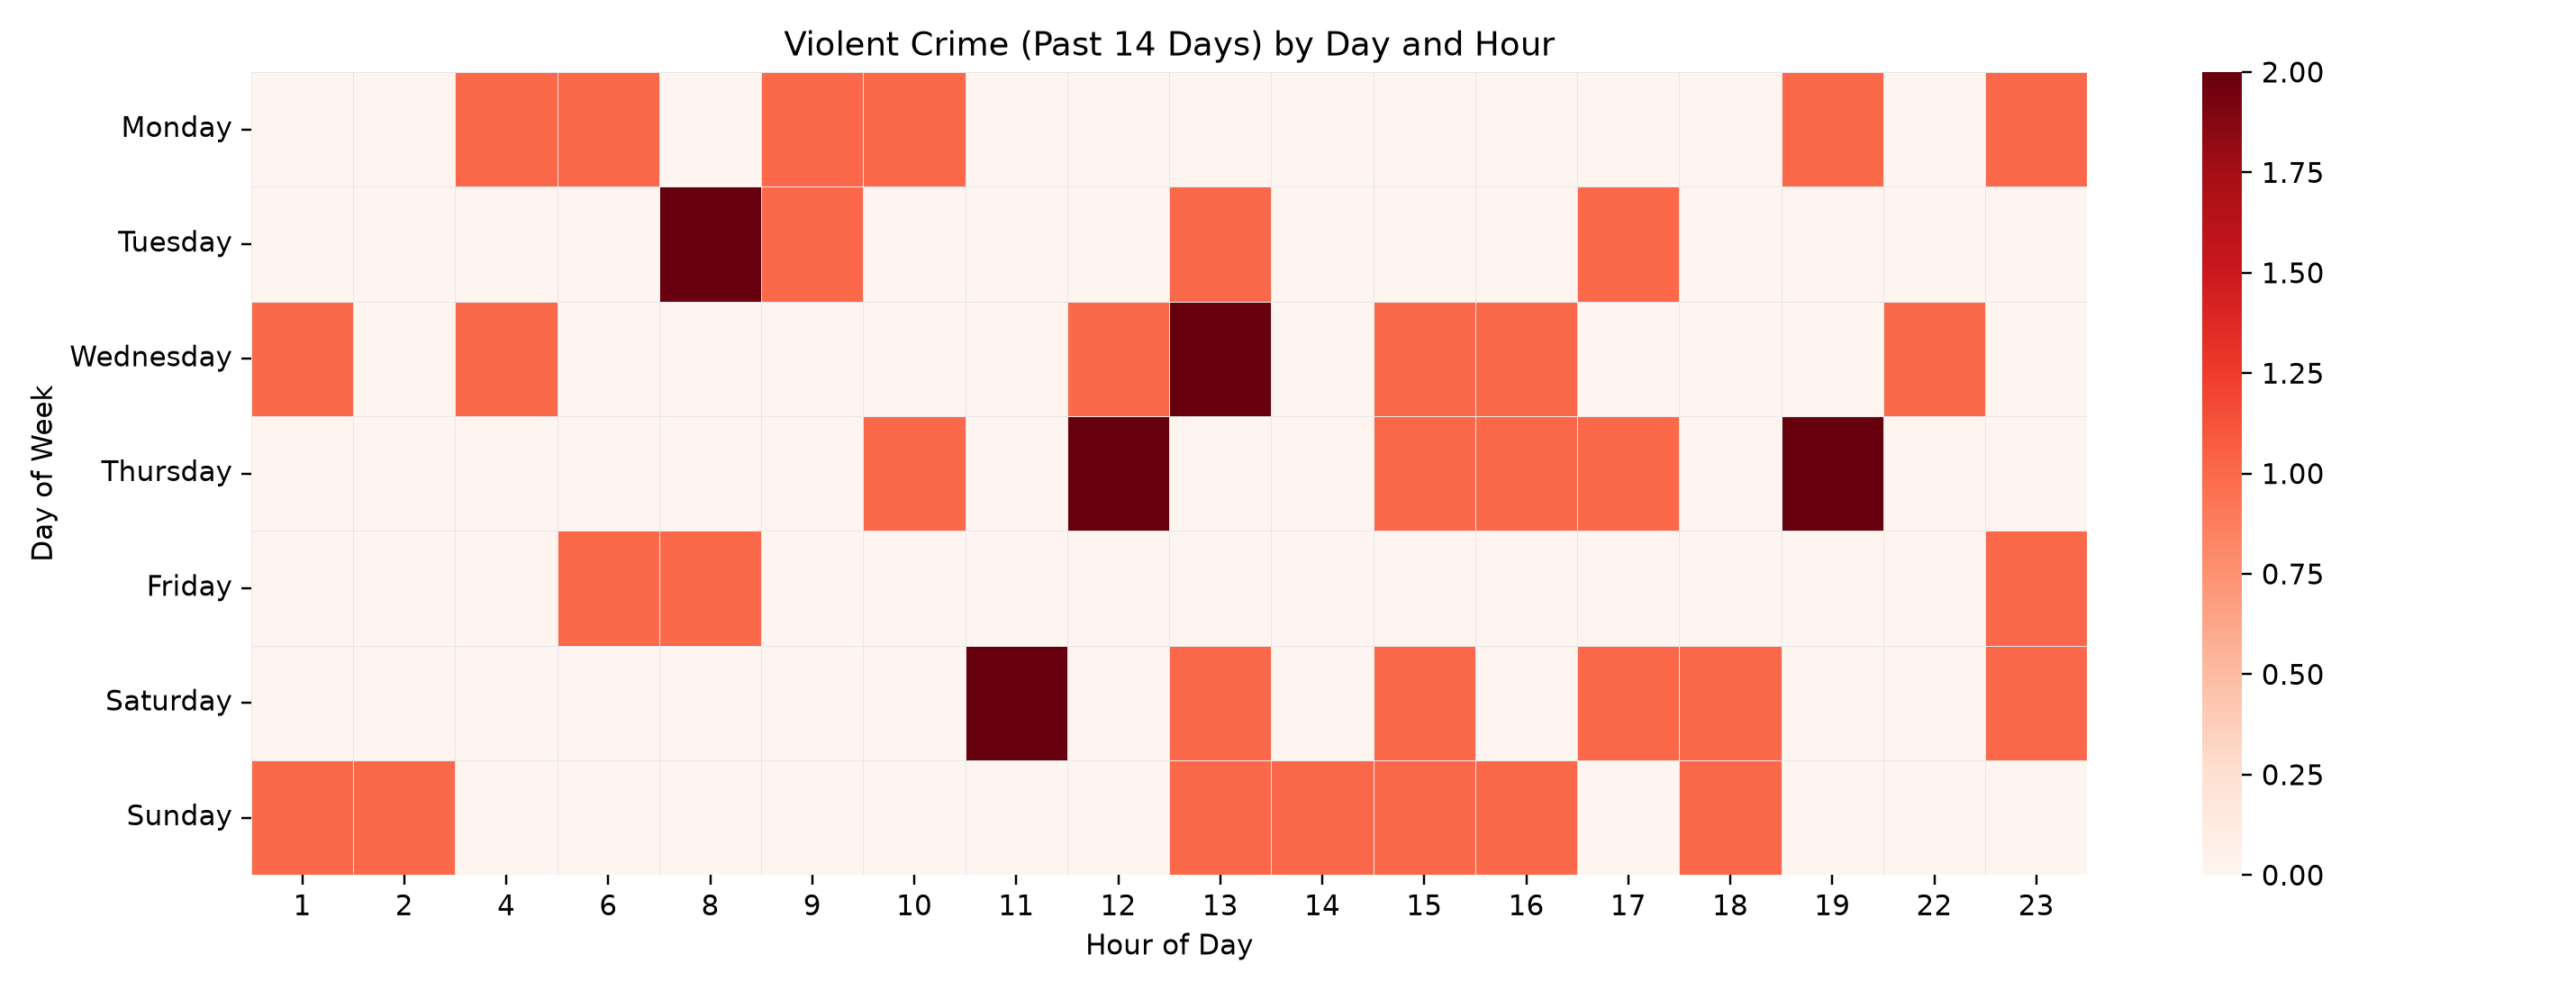 Violent Crime (Past 14 Days) by Day and Hour
Day of Week
Monday
Tuesday
Wednesday
Thursday
Friday
Saturday
Sunday
1 2 4 6 8 9 10 11 12 13 14 15 16 17 18 19 22 23
Hour of Day
2.00
1.75
1.50
1.25
1.00
0.75
0.50
0.25
0.00